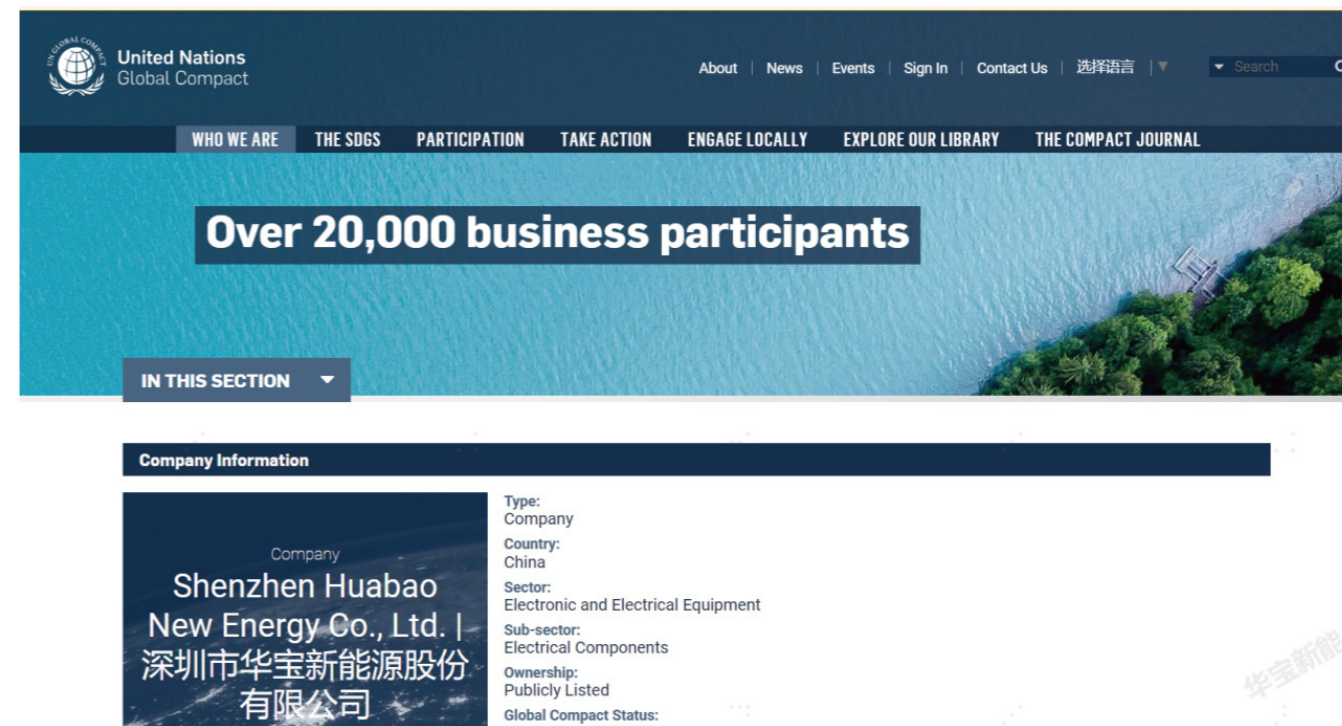 United Nations
Global Compact
About | News | Events | Sign In | Contact Us | 选择语言 | ▼ Search
WHO WE ARE THE SDGS PARTICIPATION TAKE ACTION ENGAGE LOCALLY EXPLORE OUR LIBRARY THE COMPACT JOURNAL
Over 20,000 business participants
IN THIS SECTION
Company Information
Company
Shenzhen Huabao
New Energy Co., Ltd. |
深圳市华宝新能源股份
有限公司
Type:
Company
Country:
China
Sector:
Electronic and Electrical Equipment
Sub-sector:
Electrical Components
Ownership:
Publicly Listed
Global Compact Status:
华宝新能